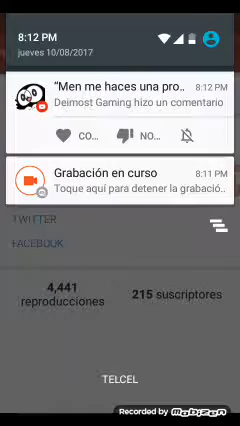 8:12 PM
jueves 10/08/2017
“Men me haces una pro.. 8:12 PM
Deimost Gaming hizo un comentario
CO... NO...
Grabación en curso 8:11 PM
Toque aquí para detener la grabació..
TWITTER
FACEBOOK
4,441 reproducciones
215 suscriptores
TELCEL
Recorded by Mobizen